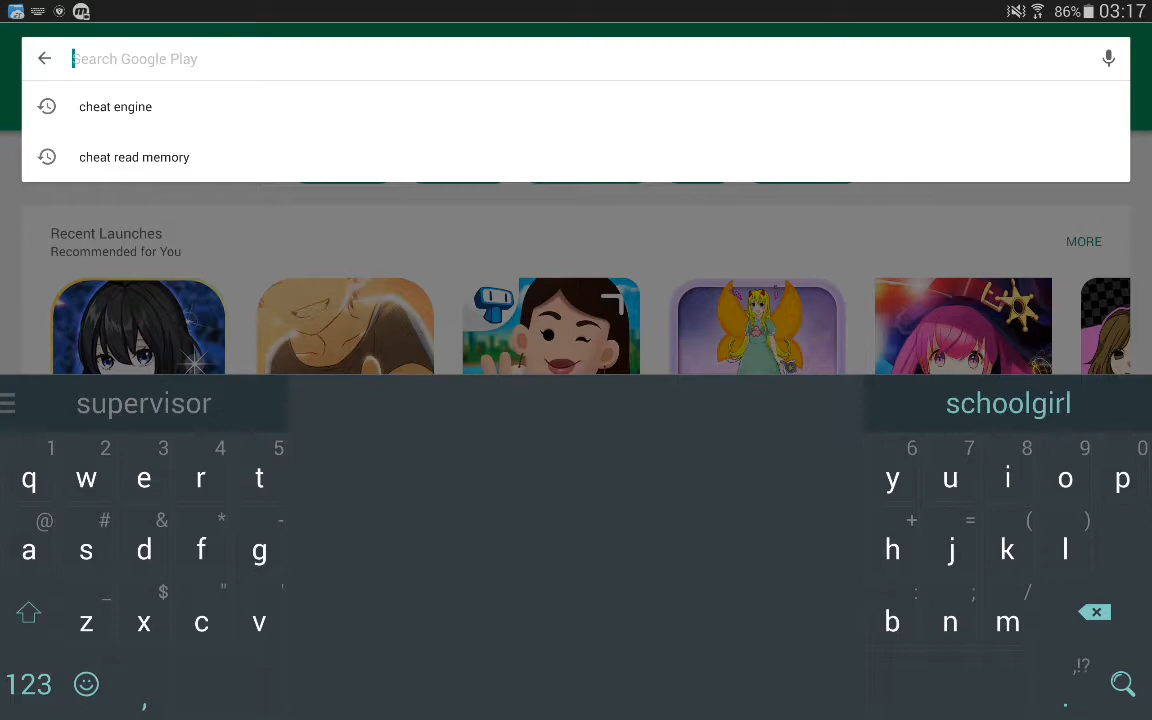 86% 03:17
Search Google Play
cheat engine
cheat read memory
Recent Launches
Recommended for You
MORE
supervisor
schoolgirl
1 2 3 4 5 6 7 8 9 0
q w e r t y u i o p
@ # & * - + = ( )
a s d f g h j k l
_ $ " ' : ; /
z x c v b n m
,!?
123 , .